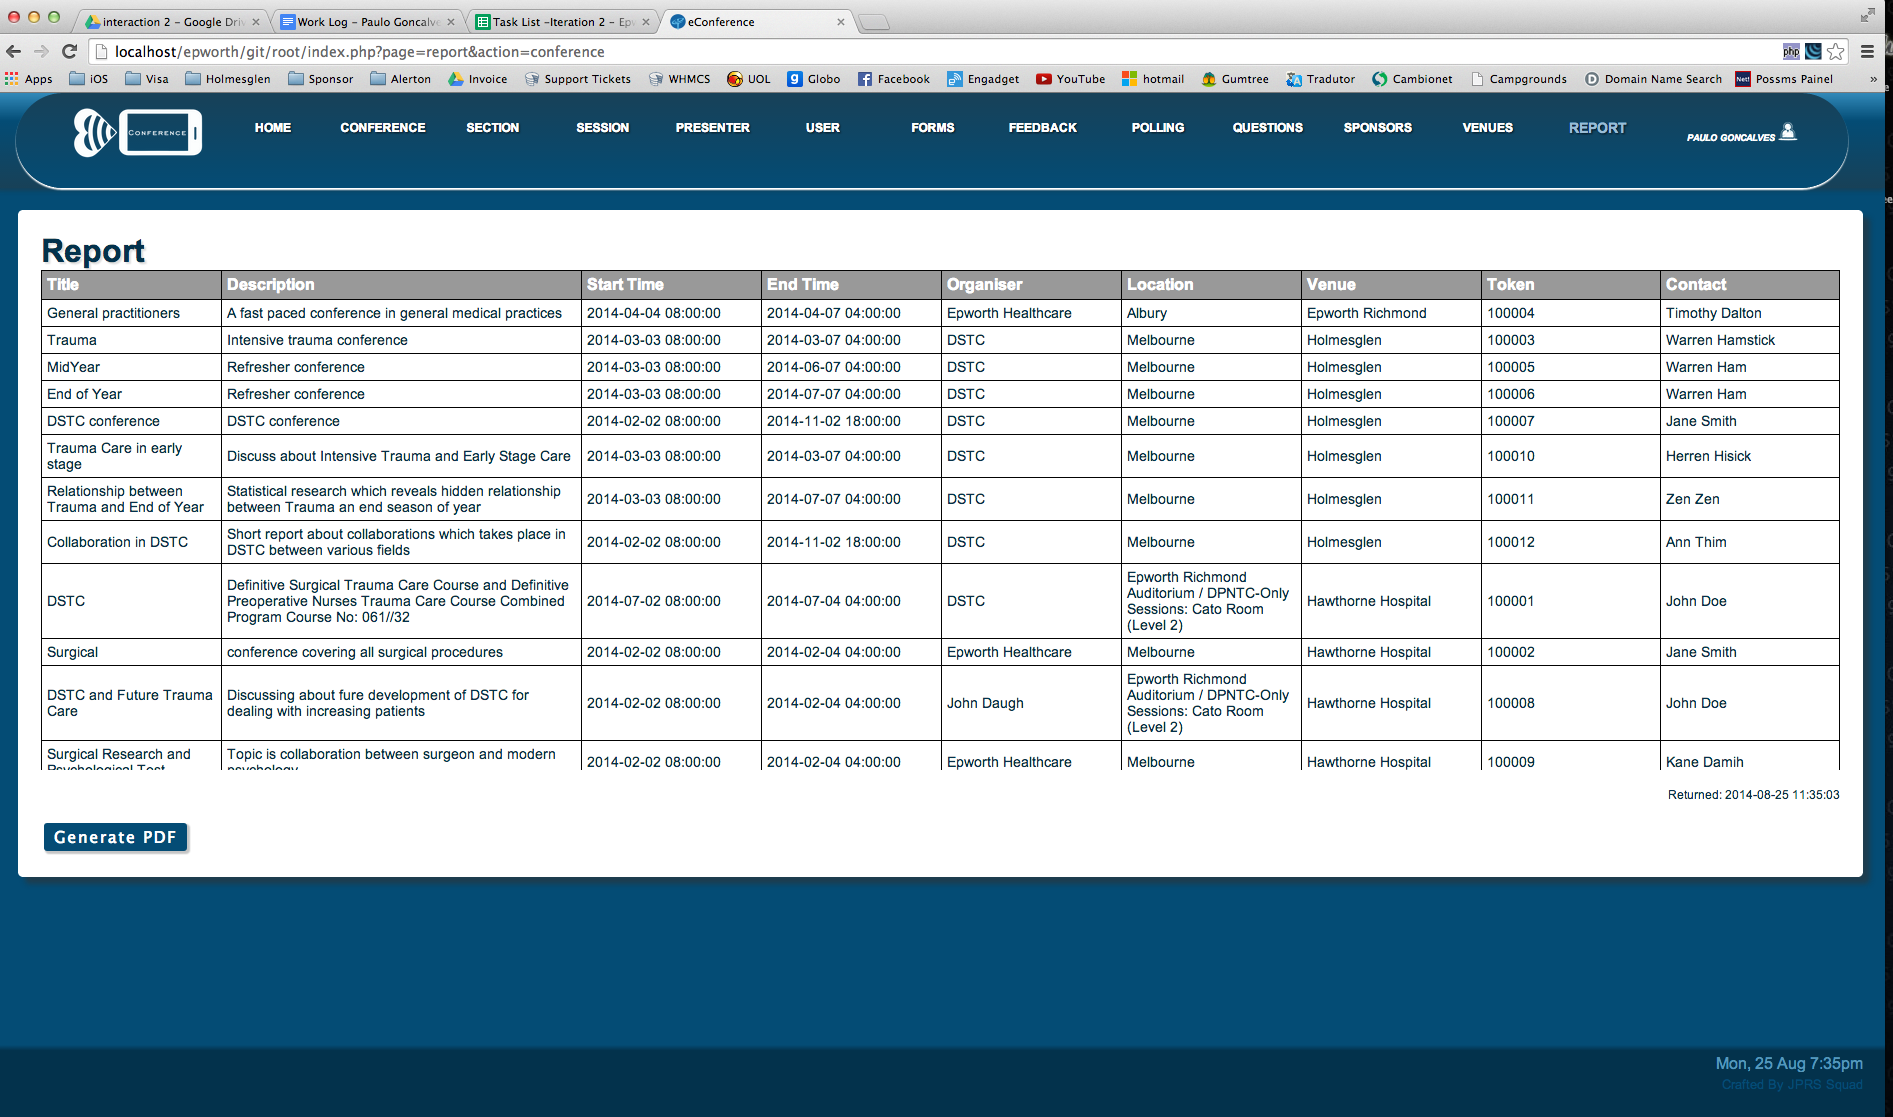 interaction 2 – Google Driv
Work Log – Paulo Goncalve
Task List –Iteration 2 – Epw
eConference
localhost/epworth/git/root/index.php?page=report&action=conference
php
Apps iOS Visa Holmesglen Sponsor Alerton Invoice Support Tickets WHMCS UOL Globo Facebook Engadget YouTube hotmail Gumtree Tradutor Cambionet Campgrounds Domain Name Search Possms Painel »
CONFERENCE
HOME CONFERENCE SECTION SESSION PRESENTER USER FORMS FEEDBACK POLLING QUESTIONS SPONSORS VENUES REPORT
PAULO GONCALVES
Report
Title Description Start Time End Time Organiser Location Venue Token Contact
General practitioners A fast paced conference in general medical practices 2014-04-04 08:00:00 2014-04-07 04:00:00 Epworth Healthcare Albury Epworth Richmond 100004 Timothy Dalton
Trauma Intensive trauma conference 2014-03-03 08:00:00 2014-03-07 04:00:00 DSTC Melbourne Holmesglen 100003 Warren Hamstick
MidYear Refresher conference 2014-03-03 08:00:00 2014-06-07 04:00:00 DSTC Melbourne Holmesglen 100005 Warren Ham
End of Year Refresher conference 2014-03-03 08:00:00 2014-07-07 04:00:00 DSTC Melbourne Holmesglen 100006 Warren Ham
DSTC conference DSTC conference 2014-02-02 08:00:00 2014-11-02 18:00:00 DSTC Melbourne Holmesglen 100007 Jane Smith
Trauma Care in early
stage
Discuss about Intensive Trauma and Early Stage Care 2014-03-03 08:00:00 2014-03-07 04:00:00 DSTC Melbourne Holmesglen 100010 Herren Hisick
Relationship between
Trauma and End of Year
Statistical research which reveals hidden relationship
between Trauma an end season of year
2014-03-03 08:00:00 2014-07-07 04:00:00 DSTC Melbourne Holmesglen 100011 Zen Zen
Collaboration in DSTC
Short report about collaborations which takes place in
DSTC between various fields
2014-02-02 08:00:00 2014-11-02 18:00:00 DSTC Melbourne Holmesglen 100012 Ann Thim
DSTC
Definitive Surgical Trauma Care Course and Definitive
Preoperative Nurses Trauma Care Course Combined
Program Course No: 061//32
2014-07-02 08:00:00 2014-07-04 04:00:00 DSTC
Epworth Richmond
Auditorium / DPNTC-Only
Sessions: Cato Room
(Level 2)
Hawthorne Hospital 100001 John Doe
Surgical conference covering all surgical procedures 2014-02-02 08:00:00 2014-02-04 04:00:00 Epworth Healthcare Melbourne Hawthorne Hospital 100002 Jane Smith
DSTC and Future Trauma
Care
Discussing about fure development of DSTC for
dealing with increasing patients
2014-02-02 08:00:00 2014-02-04 04:00:00 John Daugh
Epworth Richmond
Auditorium / DPNTC-Only
Sessions: Cato Room
(Level 2)
Hawthorne Hospital 100008 John Doe
Surgical Research and
Psychological Test
Topic is collaboration between surgeon and modern
psychology
2014-02-02 08:00:00 2014-02-04 04:00:00 Epworth Healthcare Melbourne Hawthorne Hospital 100009 Kane Damih
Returned: 2014-08-25 11:35:03
Generate PDF
Mon, 25 Aug 7:35pm
Crafted By JPRS Squad